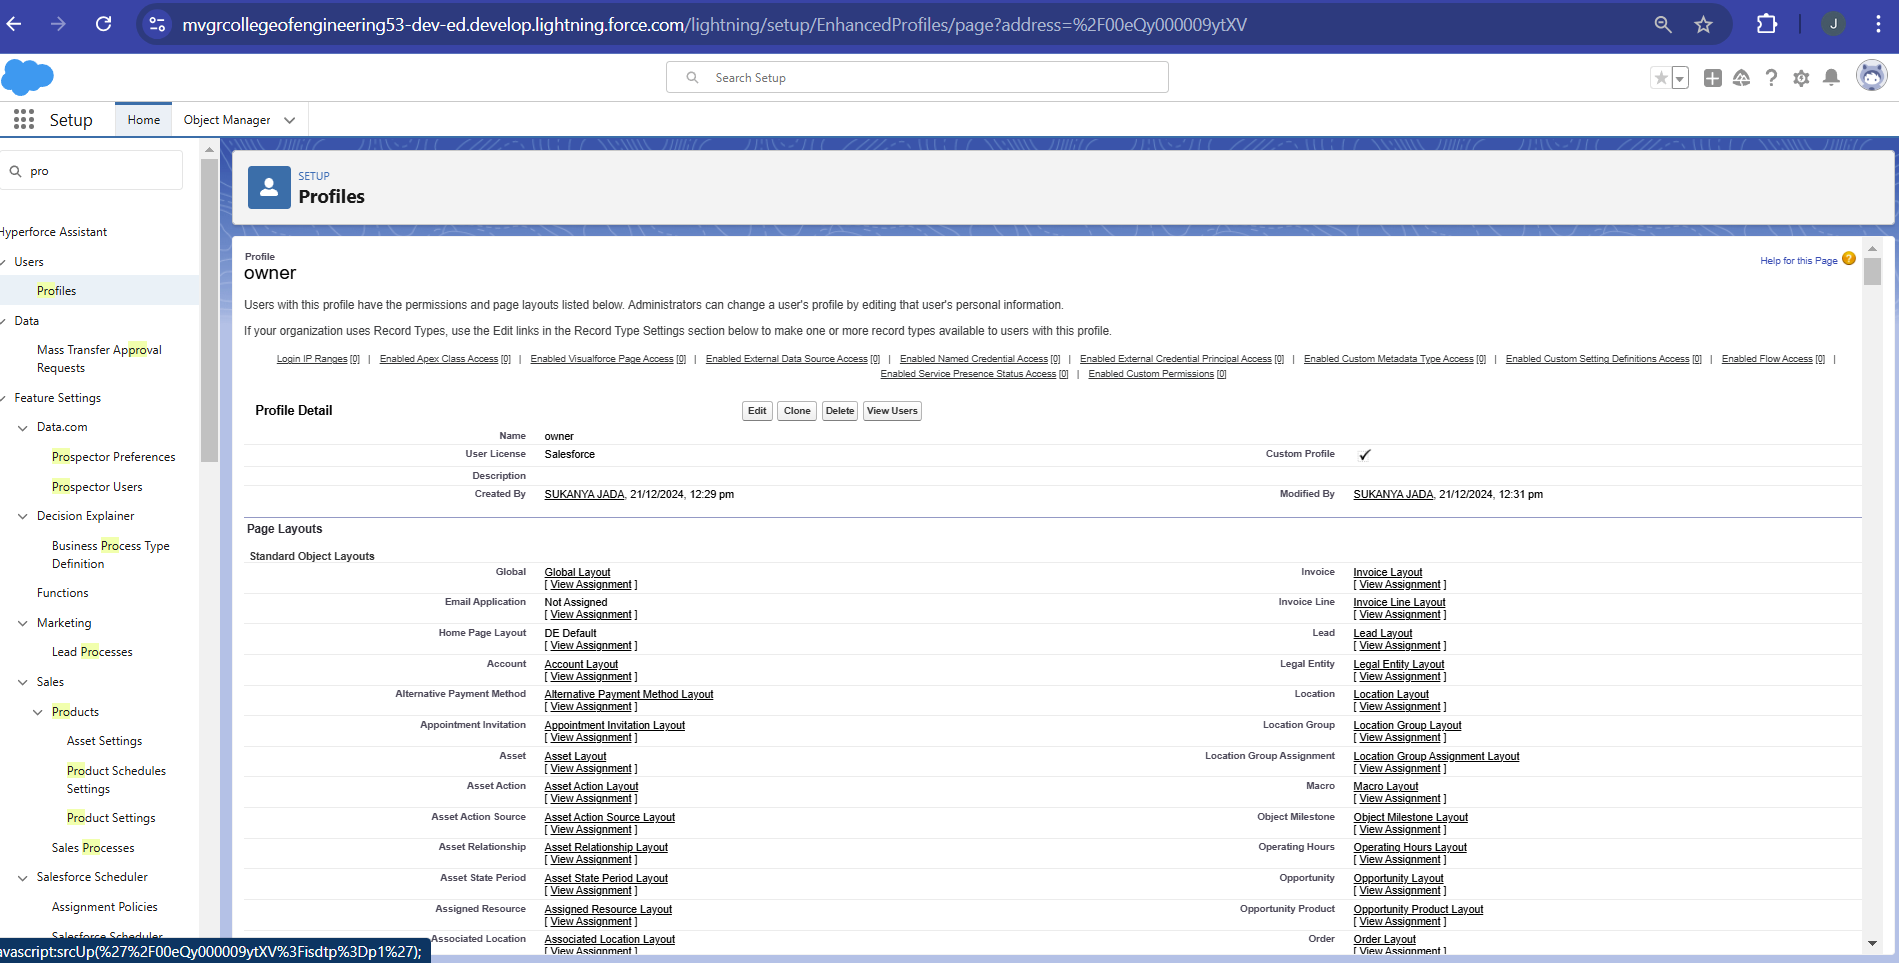 mvgrcollegeofengineering53-dev-ed.develop.lightning.force.com/lightning/setup/EnhancedProfiles/page?address=%2F00eQy000009ytXV
J
Search Setup
Setup
Home
Object Manager
pro
Hyperforce Assistant
Users
Profiles
Data
Mass Transfer Approval
Requests
Feature Settings
Data.com
Prospector Preferences
Prospector Users
Decision Explainer
Business Process Type
Definition
Functions
Marketing
Lead Processes
Sales
Products
Asset Settings
Product Schedules
Settings
Product Settings
Sales Processes
Salesforce Scheduler
Assignment Policies
Salesforce Scheduler
avascript:srcUp(%27%2F00eQy000009ytXV%3Fisdtp%3Dp1%27);
SETUP
Profiles
Profile
owner
Help for this Page ?
Users with this profile have the permissions and page layouts listed below. Administrators can change a user's profile by editing that user's personal information.
If your organization uses Record Types, use the Edit links in the Record Type Settings section below to make one or more record types available to users with this profile.
Login IP Ranges [0] | Enabled Apex Class Access [0] | Enabled Visualforce Page Access [0] | Enabled External Data Source Access [0] | Enabled Named Credential Access [0] | Enabled External Credential Principal Access [0] | Enabled Custom Metadata Type Access [0] | Enabled Custom Setting Definitions Access [0] | Enabled Flow Access [0] |
Enabled Service Presence Status Access [0] | Enabled Custom Permissions [0]
Profile Detail Edit Clone Delete View Users
Name owner
User License Salesforce Custom Profile ✓
Description
Created By SUKANYA JADA, 21/12/2024, 12:29 pm Modified By SUKANYA JADA, 21/12/2024, 12:31 pm
Page Layouts
Standard Object Layouts
Global Global Layout Invoice Invoice Layout
[ View Assignment ] [ View Assignment ]
Email Application Not Assigned Invoice Line Invoice Line Layout
[ View Assignment ] [ View Assignment ]
Home Page Layout DE Default Lead Lead Layout
[ View Assignment ] [ View Assignment ]
Account Account Layout Legal Entity Legal Entity Layout
[ View Assignment ] [ View Assignment ]
Alternative Payment Method Alternative Payment Method Layout Location Location Layout
[ View Assignment ] [ View Assignment ]
Appointment Invitation Appointment Invitation Layout Location Group Location Group Layout
[ View Assignment ] [ View Assignment ]
Asset Asset Layout Location Group Assignment Location Group Assignment Layout
[ View Assignment ] [ View Assignment ]
Asset Action Asset Action Layout Macro Macro Layout
[ View Assignment ] [ View Assignment ]
Asset Action Source Asset Action Source Layout Object Milestone Object Milestone Layout
[ View Assignment ] [ View Assignment ]
Asset Relationship Asset Relationship Layout Operating Hours Operating Hours Layout
[ View Assignment ] [ View Assignment ]
Asset State Period Asset State Period Layout Opportunity Opportunity Layout
[ View Assignment ] [ View Assignment ]
Assigned Resource Assigned Resource Layout Opportunity Product Opportunity Product Layout
[ View Assignment ] [ View Assignment ]
Associated Location Associated Location Layout Order Order Layout
[ View Assignment ] [ View Assignment ]